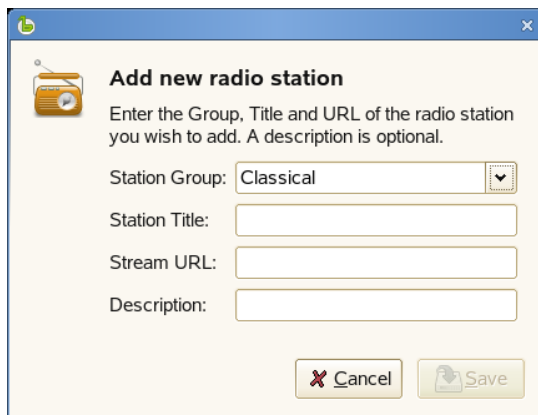 Add new radio station
Enter the Group, Title and URL of the radio station
you wish to add. A description is optional.
Station Group: Classical
Station Title:
Stream URL:
Description:
Cancel Save